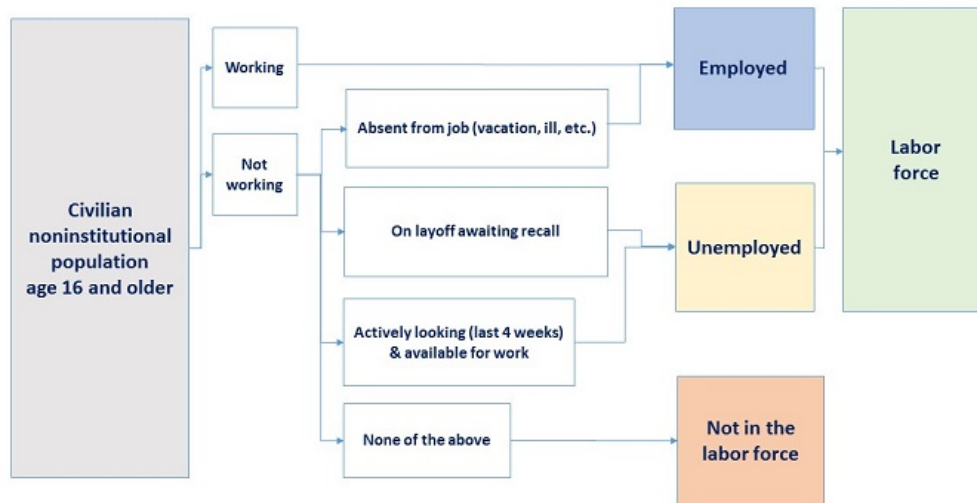 Civilian
noninstitutional
population
age 16 and older
Working
Not
working
Absent from job (vacation, ill, etc.)
On layoff awaiting recall
Actively looking (last 4 weeks)
& available for work
None of the above
Employed
Unemployed
Not in the
labor force
Labor
force